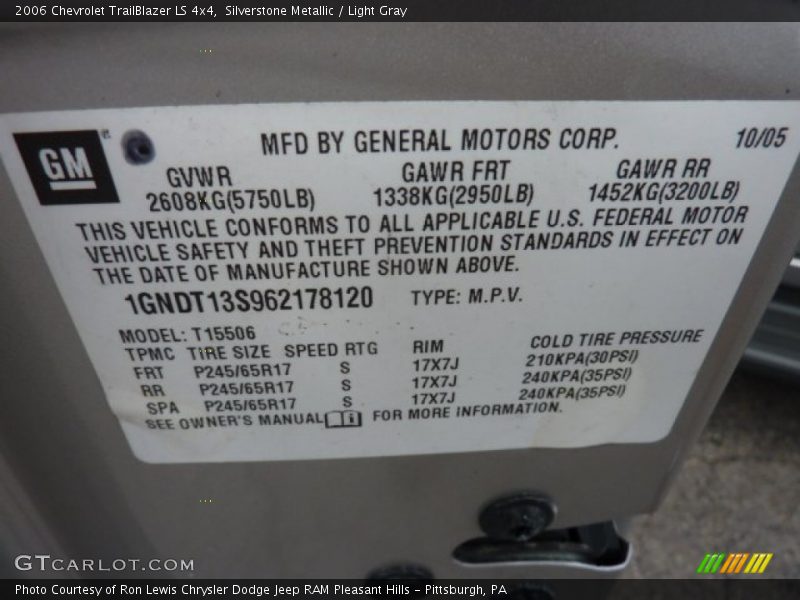 2006 Chevrolet TrailBlazer LS 4x4, Silverstone Metallic / Light Gray
GM
MFD BY GENERAL MOTORS CORP. 10/05
GVWR GAWR FRT GAWR RR
2608KG(5750LB) 1338KG(2950LB) 1452KG(3200LB)
THIS VEHICLE CONFORMS TO ALL APPLICABLE U.S. FEDERAL MOTOR
VEHICLE SAFETY AND THEFT PREVENTION STANDARDS IN EFFECT ON
THE DATE OF MANUFACTURE SHOWN ABOVE.
1GNDT13S962178120 TYPE: M.P.V.
MODEL: T15506
TPMC TIRE SIZE SPEED RTG RIM COLD TIRE PRESSURE
FRT P245/65R17 S 17X7J 210KPA(30PSI)
RR P245/65R17 S 17X7J 240KPA(35PSI)
SPA P245/65R17 S 17X7J 240KPA(35PSI)
SEE OWNER'S MANUAL FOR MORE INFORMATION.
GTCARLOT.COM
Photo Courtesy of Ron Lewis Chrysler Dodge Jeep RAM Pleasant Hills - Pittsburgh, PA